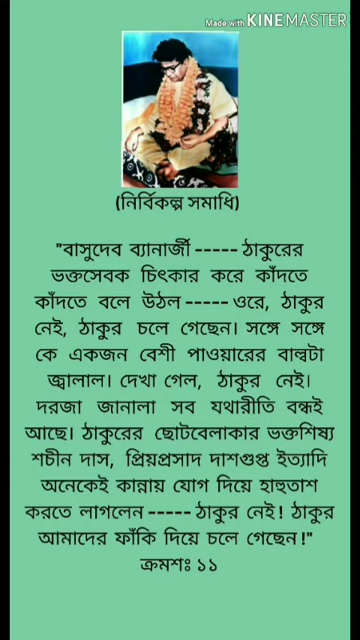 Made with KINEMASTER
(নির্বিকল্প সমাধি)
"বাসুদেব ব্যানার্জী ----- ঠাকুরের
ভক্তসেবক চিৎকার করে কাঁদতে
কাঁদতে বলে উঠল ----- ওরে, ঠাকুর
নেই, ঠাকুর চলে গেছেন। সঙ্গে সঙ্গে
কে একজন বেশী পাওয়ারের বাল্বটা
জ্বালাল। দেখা গেল, ঠাকুর নেই।
দরজা জানালা সব যথারীতি বন্ধই
আছে। ঠাকুরের ছোটবেলাকার ভক্তশিষ্য
শচীন দাস, প্রিয়প্রসাদ দাশগুপ্ত ইত্যাদি
অনেকেই কান্নায় যোগ দিয়ে হাহুতাশ
করতে লাগলেন ----- ঠাকুর নেই! ঠাকুর
আমাদের ফাঁকি দিয়ে চলে গেছেন!"
ক্রমশঃ ১১